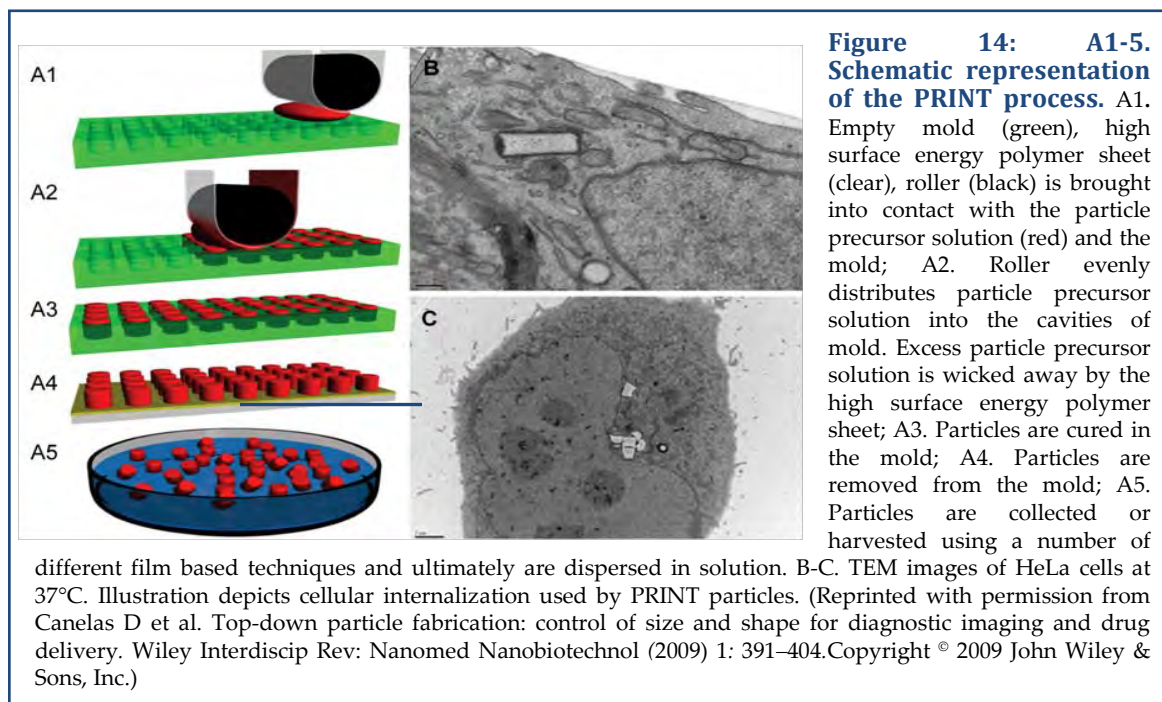 A1
A2
A3
A4
A5
B
C
Figure 14: A1-5.
Schematic representation
of the PRINT process. A1.
Empty mold (green), high
surface energy polymer sheet
(clear), roller (black) is brought
into contact with the particle
precursor solution (red) and the
mold; A2. Roller evenly
distributes particle precursor
solution into the cavities of
mold. Excess particle precursor
solution is wicked away by the
high surface energy polymer
sheet; A3. Particles are cured in
the mold; A4. Particles are
removed from the mold; A5.
Particles are collected or
harvested using a number of
different film based techniques and ultimately are dispersed in solution. B-C. TEM images of HeLa cells at
37°C. Illustration depicts cellular internalization used by PRINT particles. (Reprinted with permission from
Canelas D et al. Top-down particle fabrication: control of size and shape for diagnostic imaging and drug
delivery. Wiley Interdiscip Rev: Nanomed Nanobiotechnol (2009) 1: 391–404.Copyright © 2009 John Wiley &
Sons, Inc.)